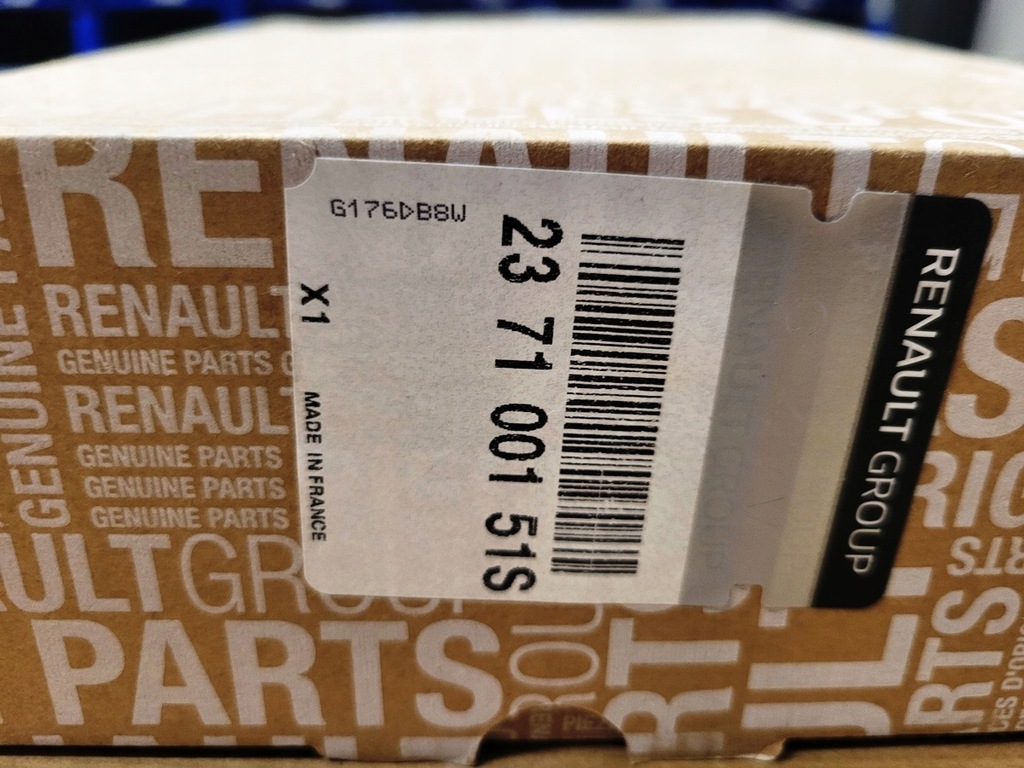 RENAULT GROUP
23 71 001 51S
G176DB8W
X1
MADE IN FRANCE
RE
RENAULT
GENUINE PARTS
RENAULT
GENUINE PARTS
GENUINE PARTS
GENUINE PARTS
GENUINE
PARTS